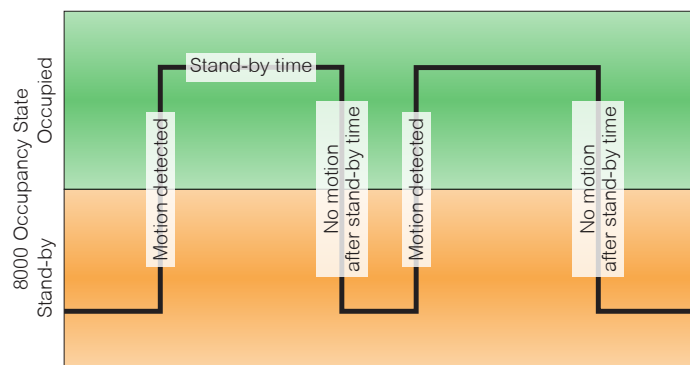 8000 Occupancy State
Occupied
Stand-by
Stand-by time
Motion detected
No motion
after stand-by time
Motion detected
No motion
after stand-by time